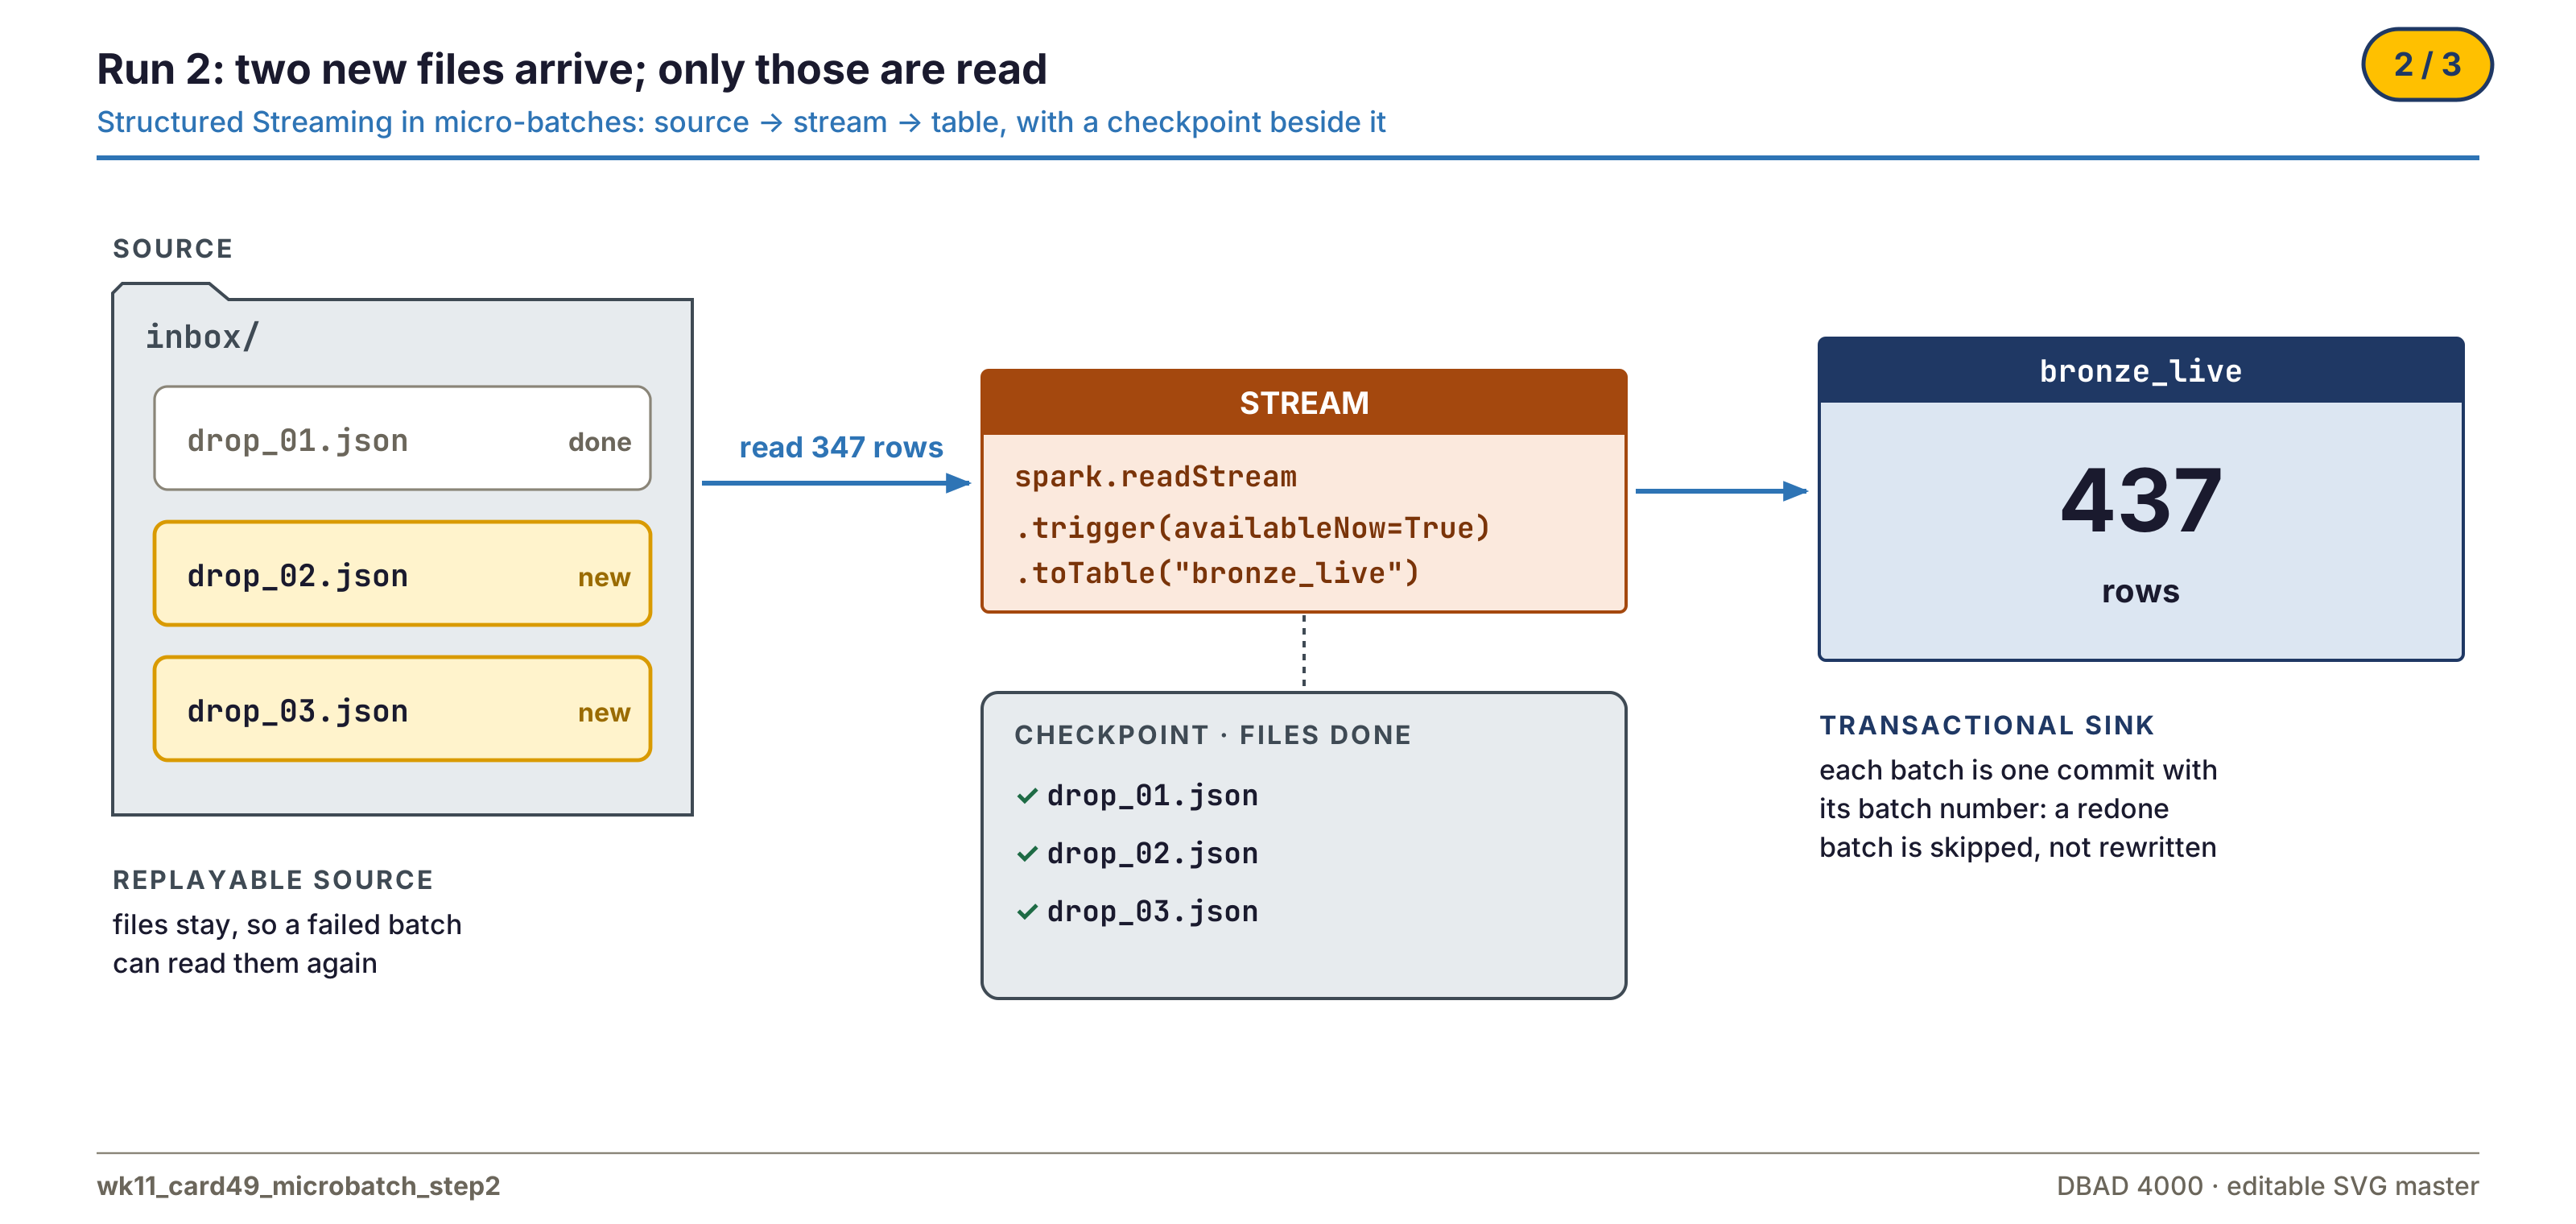 Run 2: two new files arrive; only those are read
2 / 3
Structured Streaming in micro-batches: source → stream → table, with a checkpoint beside it
SOURCE
inbox/
drop_01.json done
drop_02.json new
drop_03.json new
REPLAYABLE SOURCE
files stay, so a failed batch
can read them again
read 347 rows
STREAM
spark.readStream
.trigger(availableNow=True)
.toTable("bronze_live")
CHECKPOINT · FILES DONE
✓ drop_01.json
✓ drop_02.json
✓ drop_03.json
bronze_live
437
rows
TRANSACTIONAL SINK
each batch is one commit with
its batch number: a redone
batch is skipped, not rewritten
wk11_card49_microbatch_step2
DBAD 4000 · editable SVG master